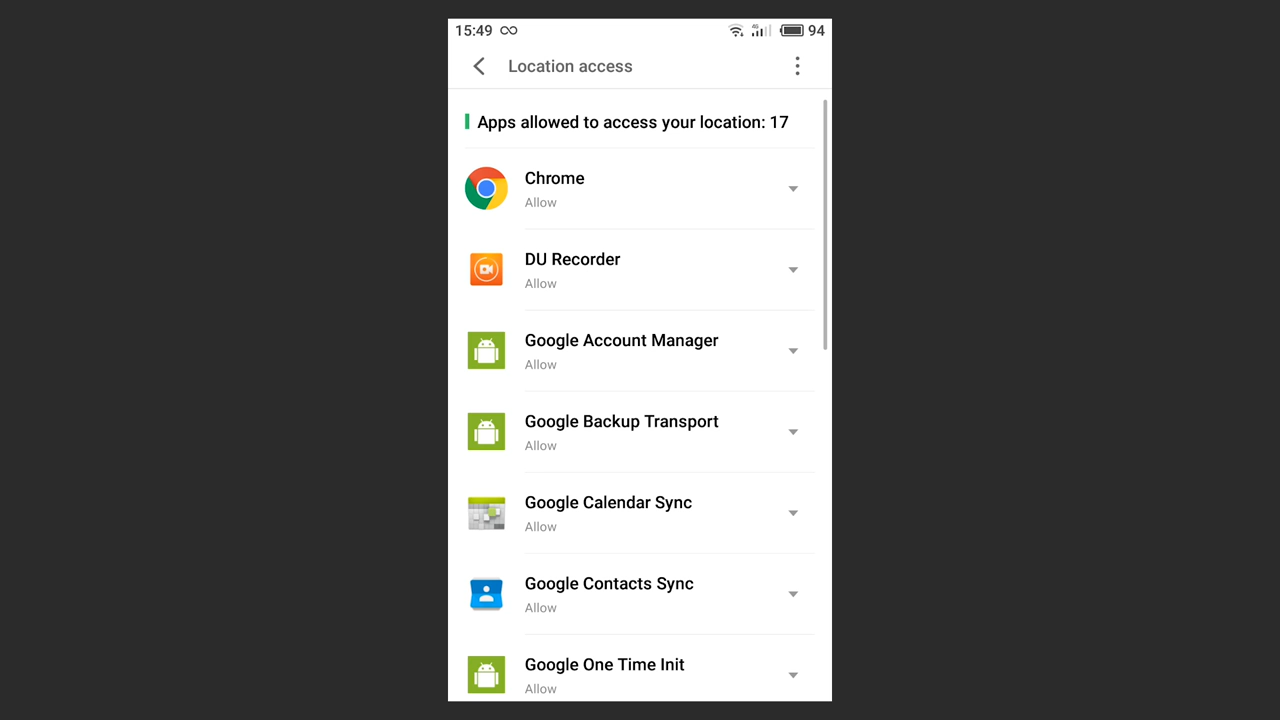 15:49 4G 94
Location access
Apps allowed to access your location: 17
Chrome
Allow
DU Recorder
Allow
Google Account Manager
Allow
Google Backup Transport
Allow
Google Calendar Sync
Allow
Google Contacts Sync
Allow
Google One Time Init
Allow